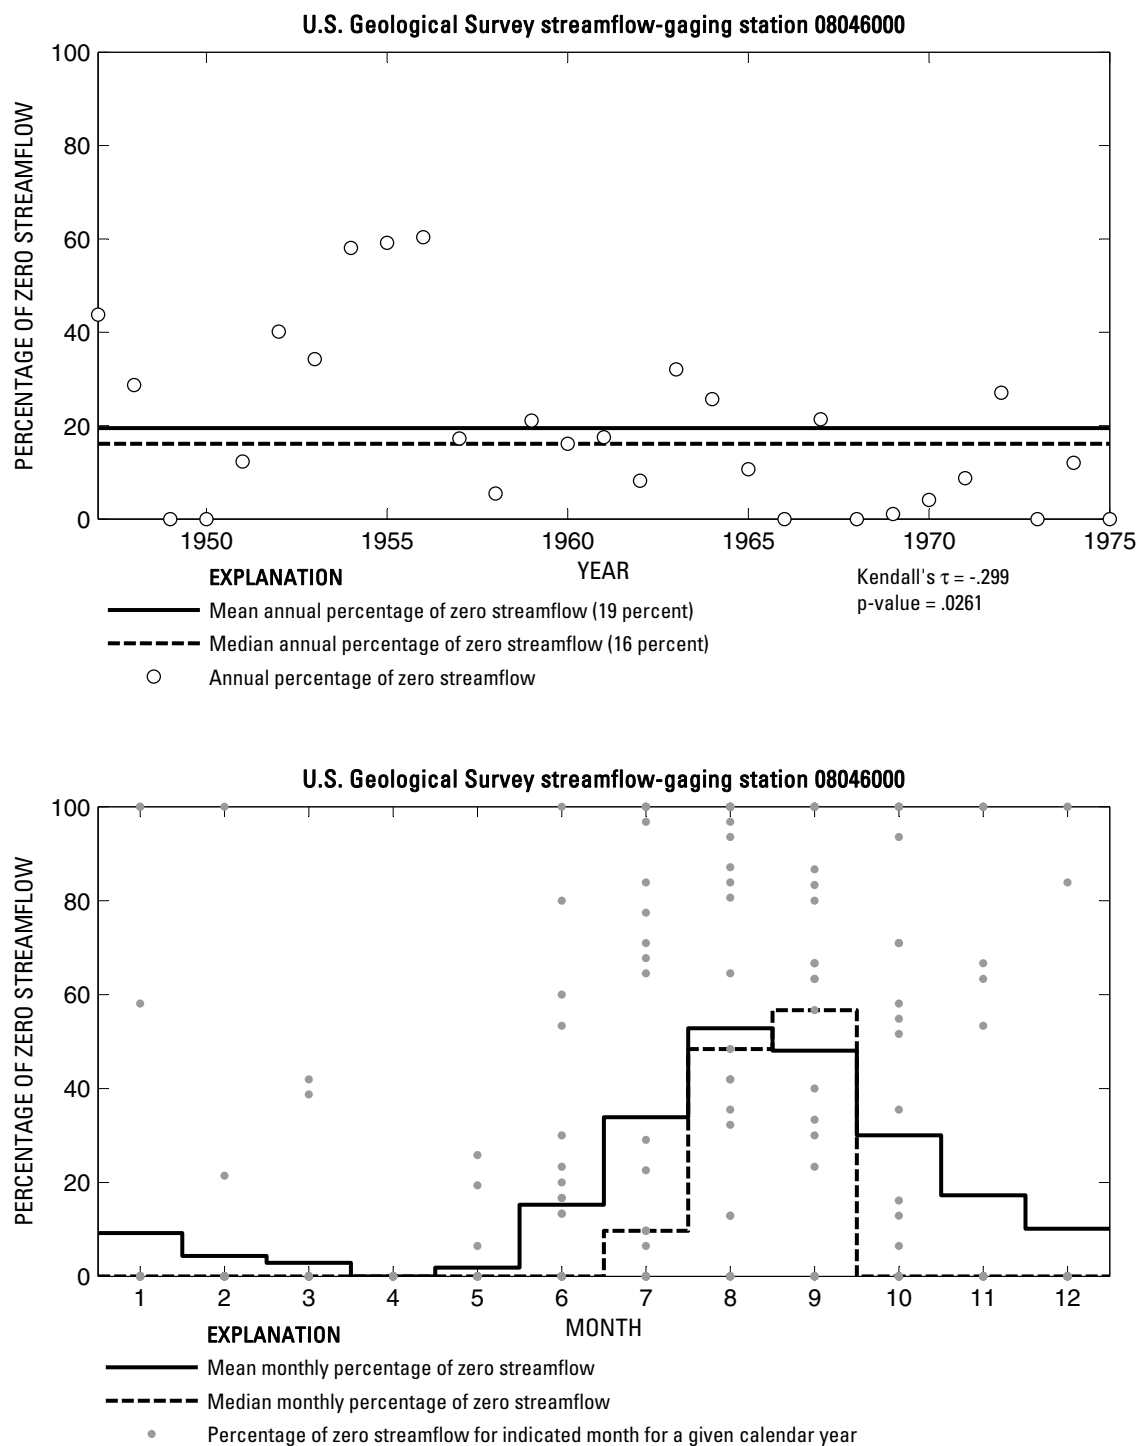 U.S. Geological Survey streamflow-gaging station 08046000
PERCENTAGE OF ZERO STREAMFLOW
100
80
60
40
20
0
1950 1955 1960 1965 1970 1975
YEAR
EXPLANATION
Mean annual percentage of zero streamflow (19 percent)
Median annual percentage of zero streamflow (16 percent)
Annual percentage of zero streamflow
Kendall's τ = -.299
p-value = .0261
U.S. Geological Survey streamflow-gaging station 08046000
PERCENTAGE OF ZERO STREAMFLOW
100
80
60
40
20
0
1 2 3 4 5 6 7 8 9 10 11 12
MONTH
EXPLANATION
Mean monthly percentage of zero streamflow
Median monthly percentage of zero streamflow
Percentage of zero streamflow for indicated month for a given calendar year